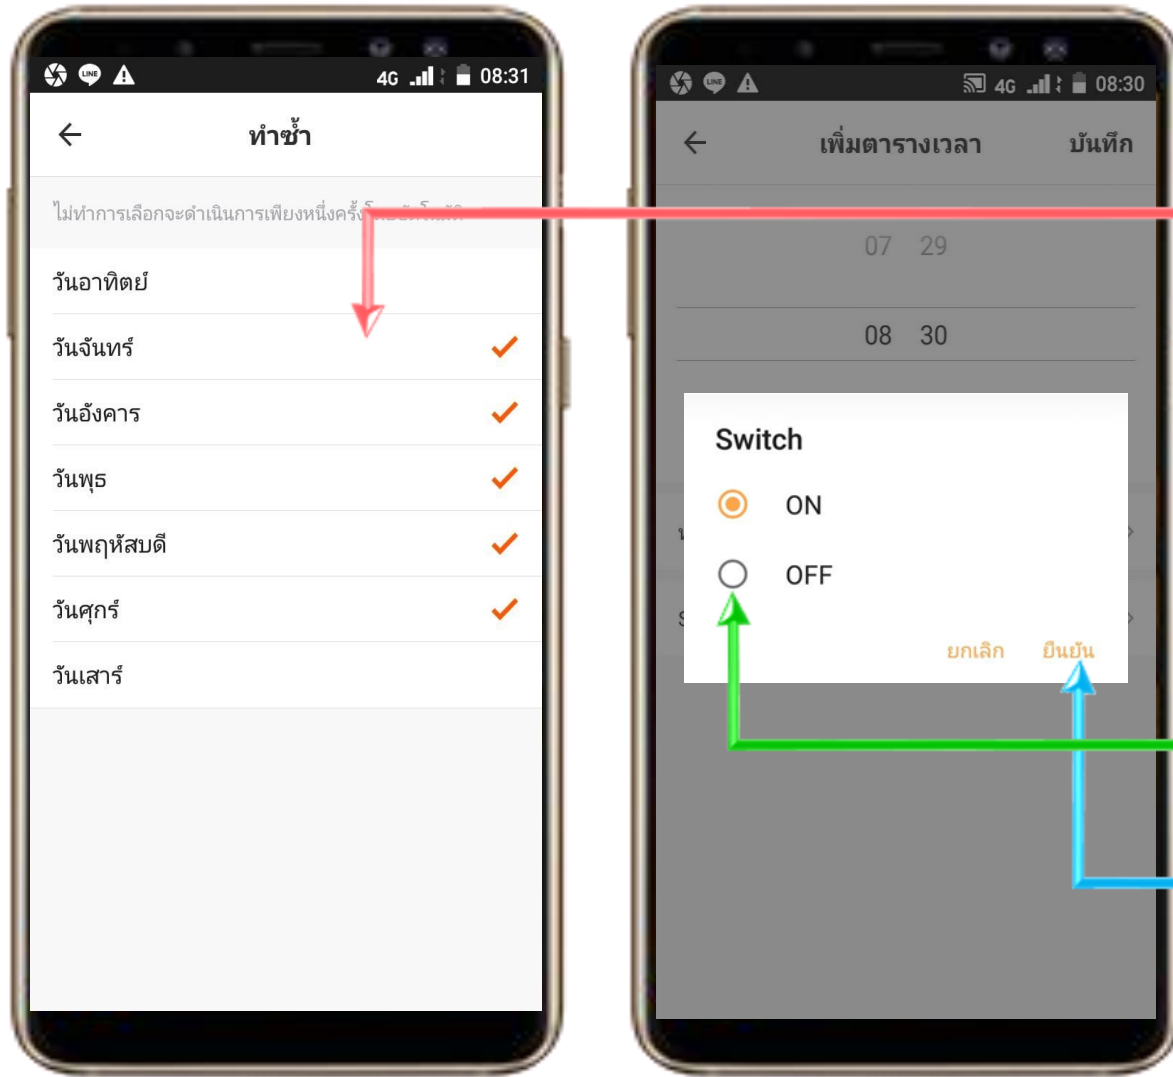 LINE
4G 08:31
ทำซ้ำ
ไม่ทำการเลือกจะดำเนินการเพียงหนึ่งครั้ง
วันอาทิตย์
วันจันทร์
วันอังคาร
วันพุธ
วันพฤหัสบดี
วันศุกร์
วันเสาร์
LINE
4G 08:30
เพิ่มตารางเวลา บันทึก
07 29
08 30
Switch
ON
OFF
ยกเลิก ยืนยัน